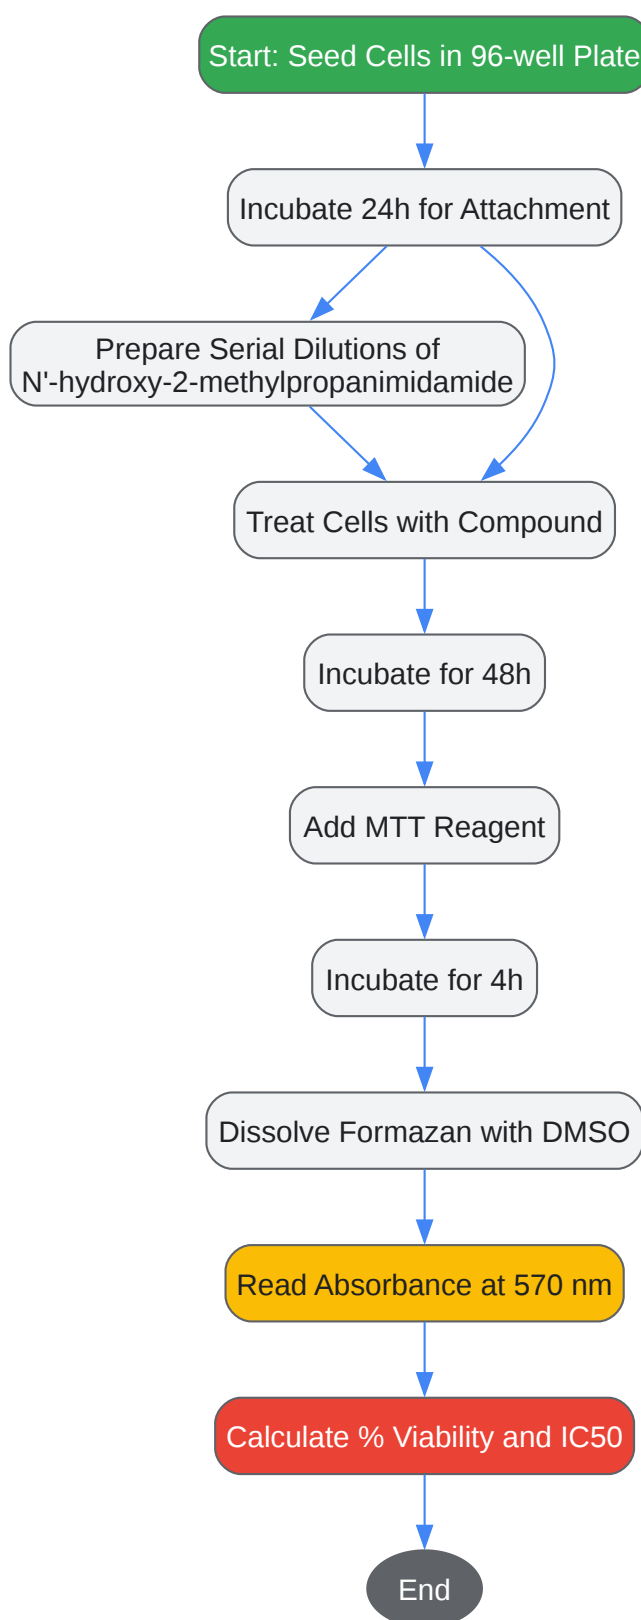 Start: Seed Cells in 96-well Plate
Incubate 24h for Attachment
Prepare Serial Dilutions of
N'-hydroxy-2-methylpropanimidamide
Treat Cells with Compound
Incubate for 48h
Add MTT Reagent
Incubate for 4h
Dissolve Formazan with DMSO
Read Absorbance at 570 nm
Calculate % Viability and IC50
End